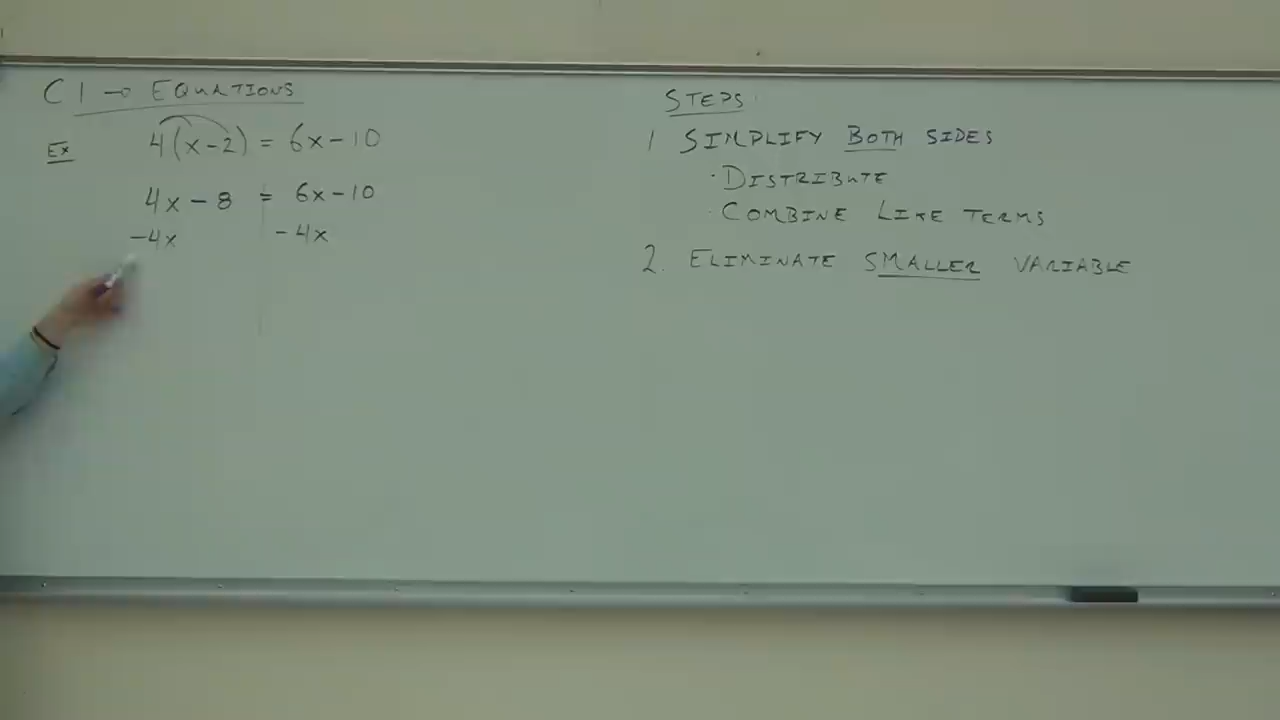 C1 → EQUATIONS
Ex 4(x-2) = 6x-10
4x - 8 = 6x-10
-4x -4x
STEPS:
1 SIMPLIFY BOTH SIDES
· DISTRIBUTE
· COMBINE LIKE TERMS
2. ELIMINATE SMALLER VARIABLE